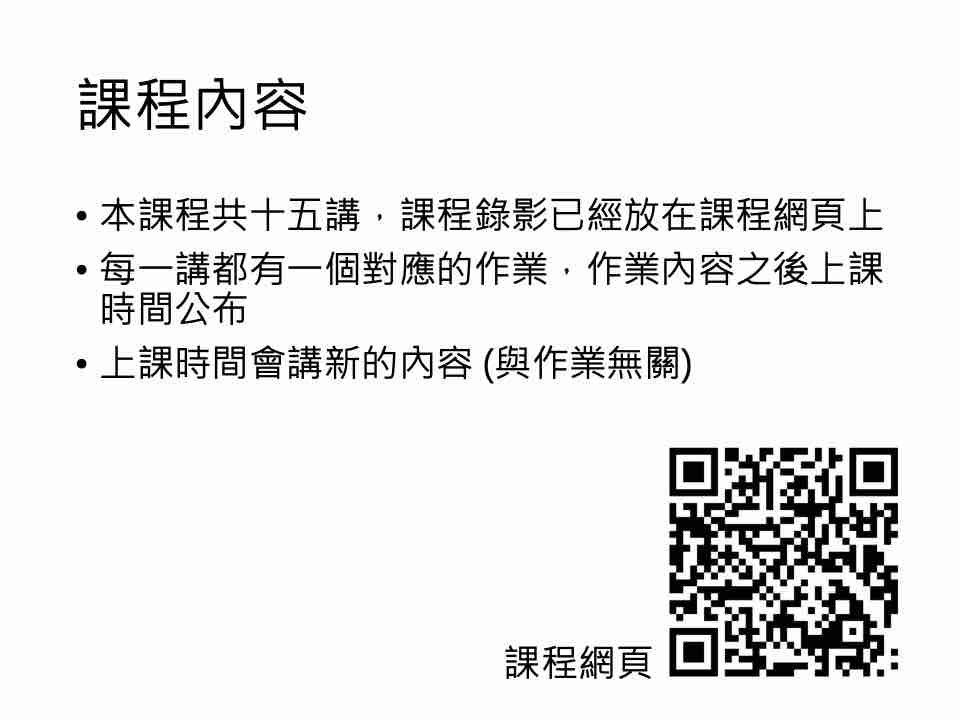 課程內容
• 本課程共十五講，課程錄影已經放在課程網頁上
• 每一講都有一個對應的作業，作業內容之後上課
時間公布
• 上課時間會講新的內容 (與作業無關)
課程網頁